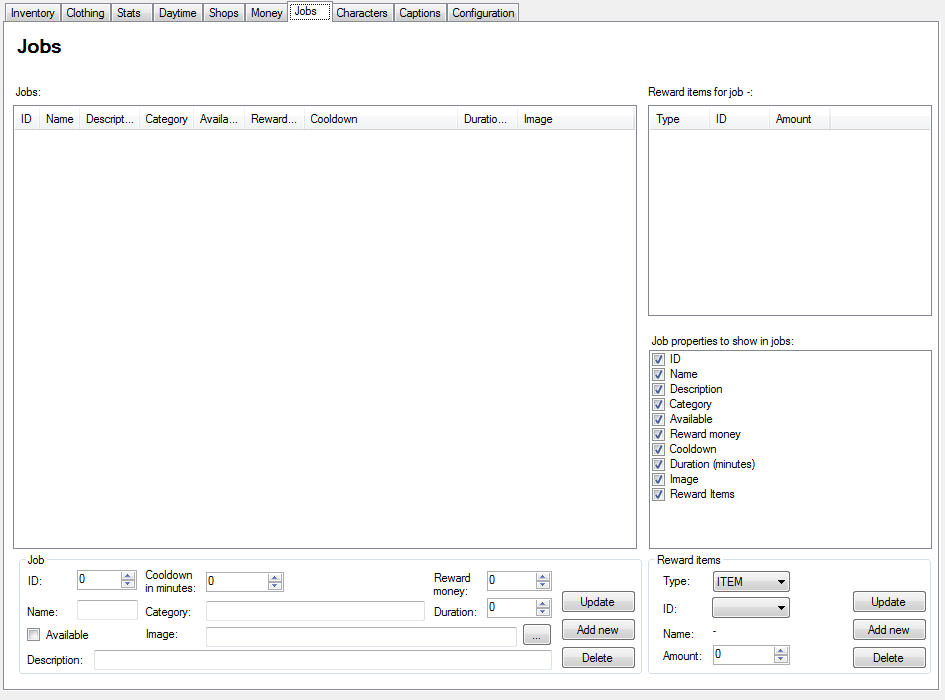 Inventory Clothing Stats Daytime Shops Money Jobs Characters Captions Configuration
Jobs
Jobs:
ID Name Descript... Category Availa... Reward... Cooldown Duratio... Image
Reward items for job -:
Type ID Amount
Job properties to show in jobs:
ID
Name
Description
Category
Available
Reward money
Cooldown
Duration (minutes)
Image
Reward Items
Job
ID: 0 Cooldown in minutes: 0 Reward money: 0
Name: Category: Duration: 0 Update
Available Image: ... Add new
Description: Delete
Reward items
Type: ITEM
ID: Update
Name: - Add new
Amount: 0 Delete